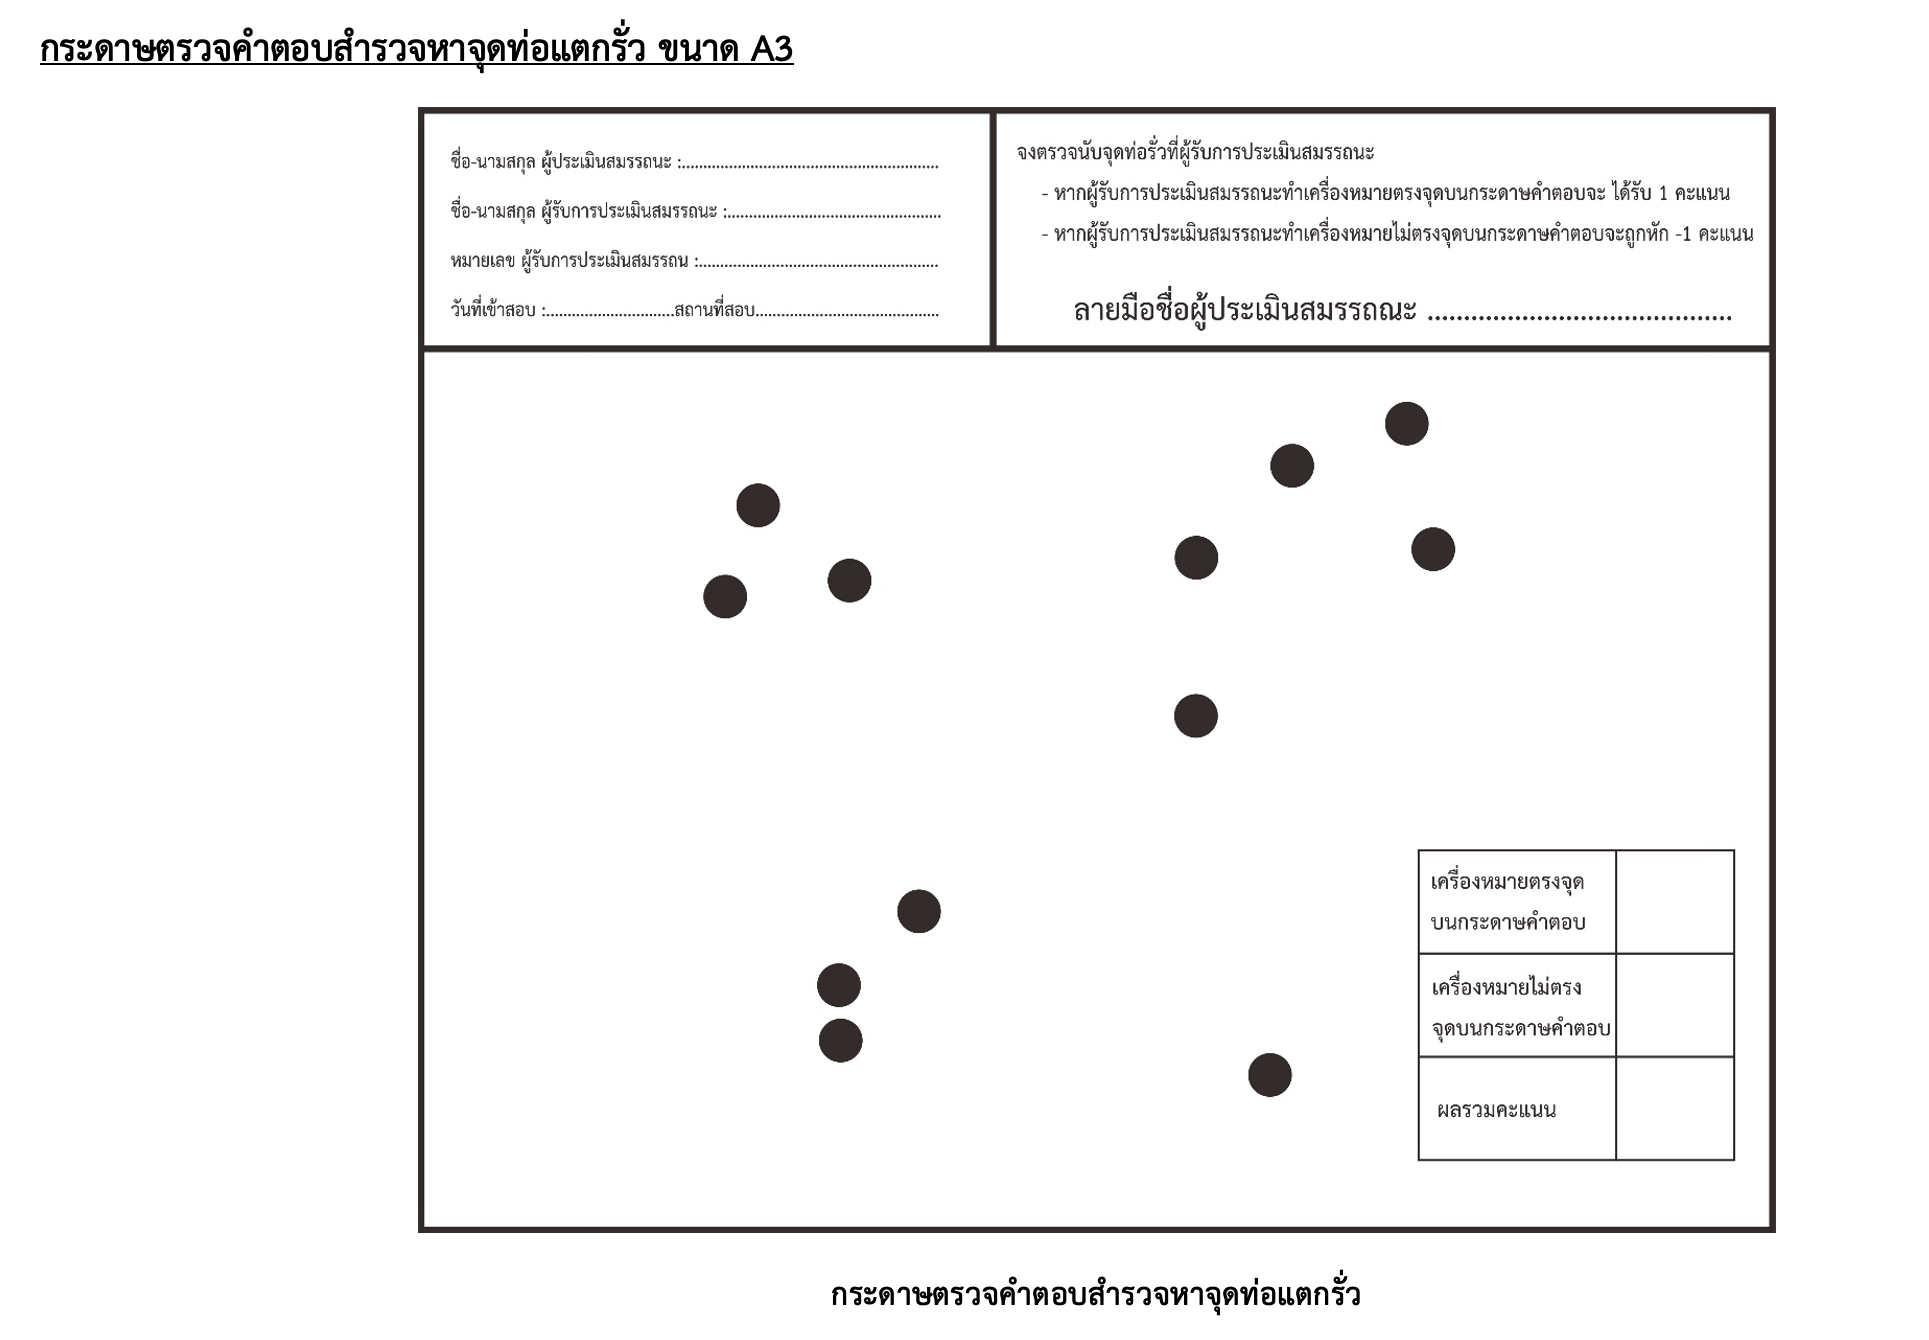 กระดาษตรวจคำตอบสำรวจหาจุดท่อแตกรั่ว ขนาด A3
ชื่อ-นามสกุล ผู้ประเมินสมรรถนะ :...........................................................
ชื่อ-นามสกุล ผู้รับการประเมินสมรรถนะ :.................................................
หมายเลข ผู้รับการประเมินสมรรถน :.......................................................
วันที่เข้าสอบ :..............................สถานที่สอบ..........................................
จงตรวจนับจุดท่อรั่วที่ผู้รับการประเมินสมรรถนะ
- หากผู้รับการประเมินสมรรถนะทำเครื่องหมายตรงจุดบนกระดาษคำตอบจะ ได้รับ 1 คะแนน
- หากผู้รับการประเมินสมรรถนะทำเครื่องหมายไม่ตรงจุดบนกระดาษคำตอบจะถูกหัก -1 คะแนน
ลายมือชื่อผู้ประเมินสมรรถณะ ..........................................
เครื่องหมายตรงจุด
บนกระดาษคำตอบ
เครื่องหมายไม่ตรง
จุดบนกระดาษคำตอบ
ผลรวมคะแนน
กระดาษตรวจคำตอบสำรวจหาจุดท่อแตกรั่ว